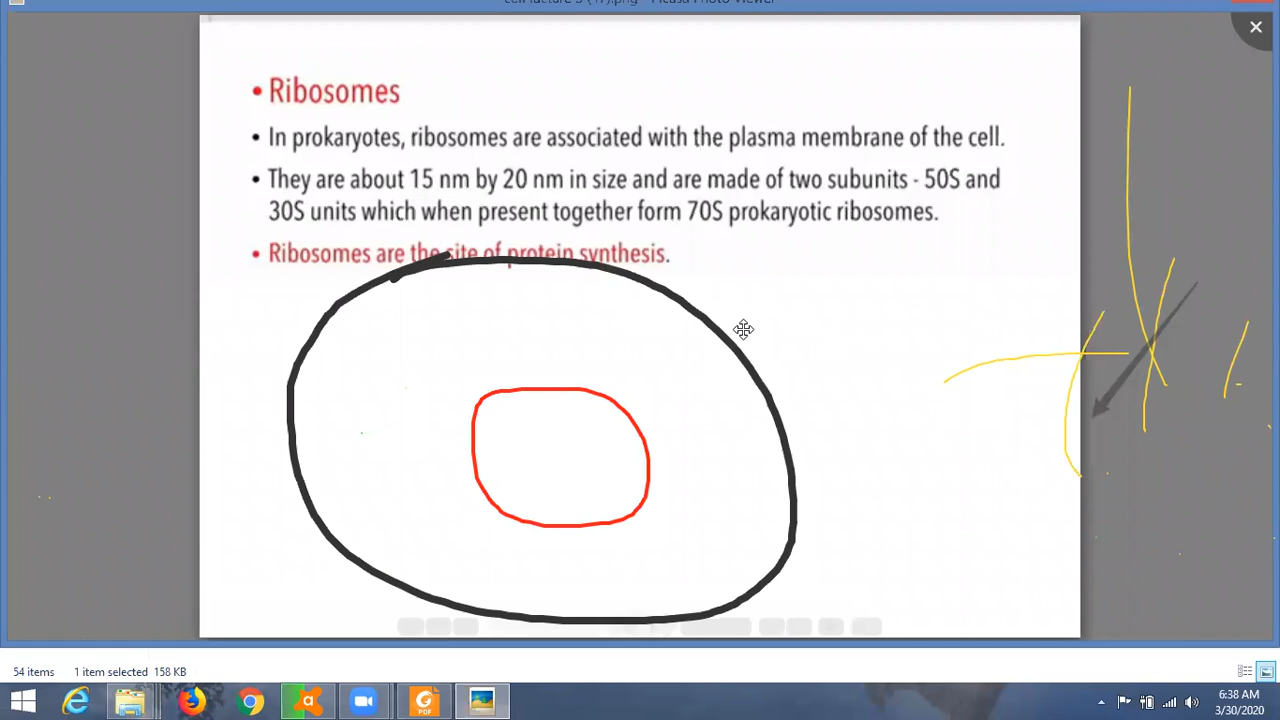 • Ribosomes
• In prokaryotes, ribosomes are associated with the plasma membrane of the cell.
• They are about 15 nm by 20 nm in size and are made of two subunits - 50S and
30S units which when present together form 70S prokaryotic ribosomes.
• Ribosomes are the site of protein synthesis.
54 items 1 item selected 158 KB
PDF
6:38 AM
3/30/2020